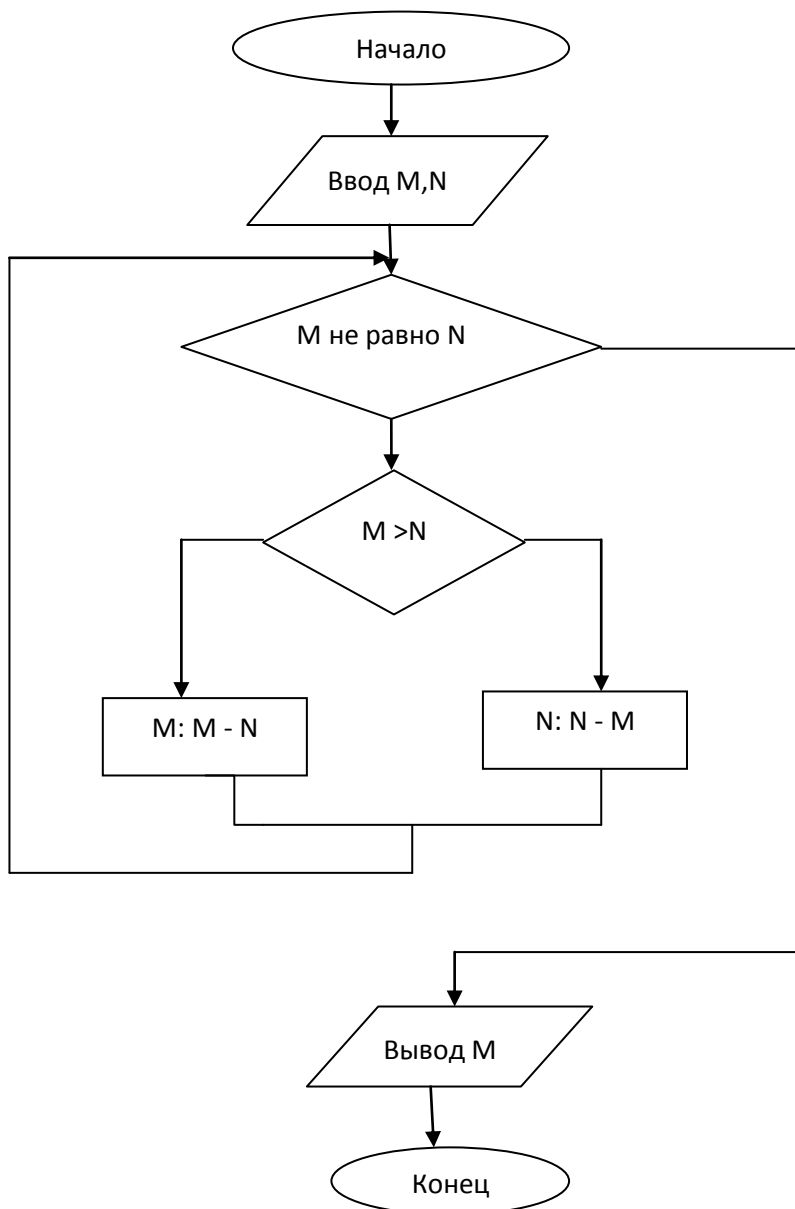 Начало
Ввод M,N
M не равно N
M >N
M: M - N
N: N - M
Вывод M
Конец